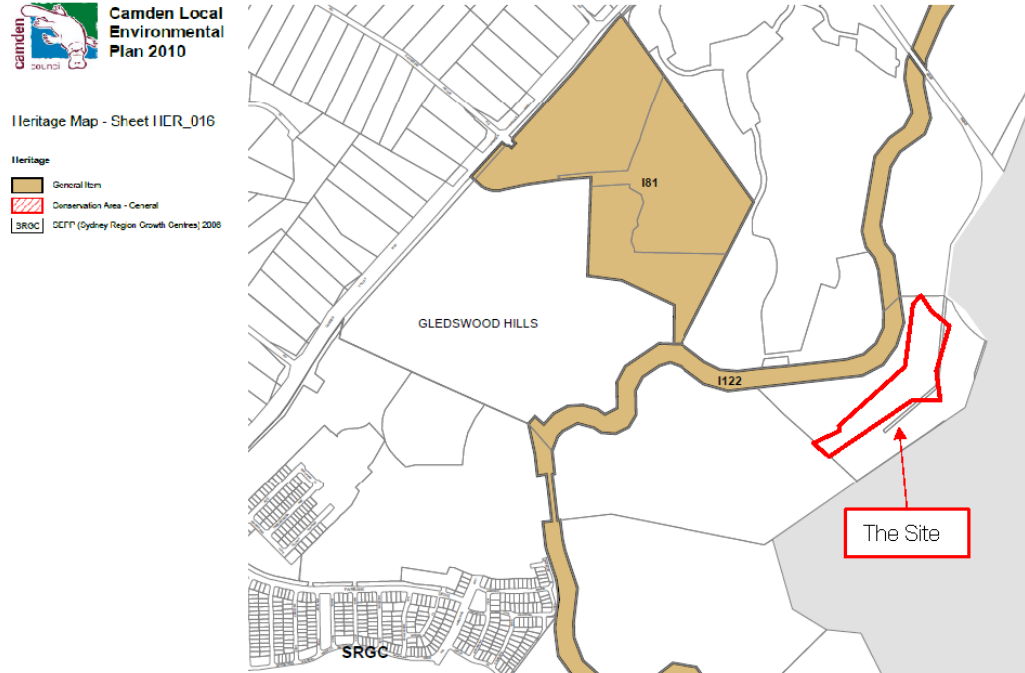 camden
council
Camden Local
Environmental
Plan 2010
Heritage Map - Sheet HER_016
Heritage
General Item
Conservation Area - General
SRGC SEPP (Sydney Region Growth Centres) 2006
I81
GLEDSWOOD HILLS
I122
The Site
SRGC